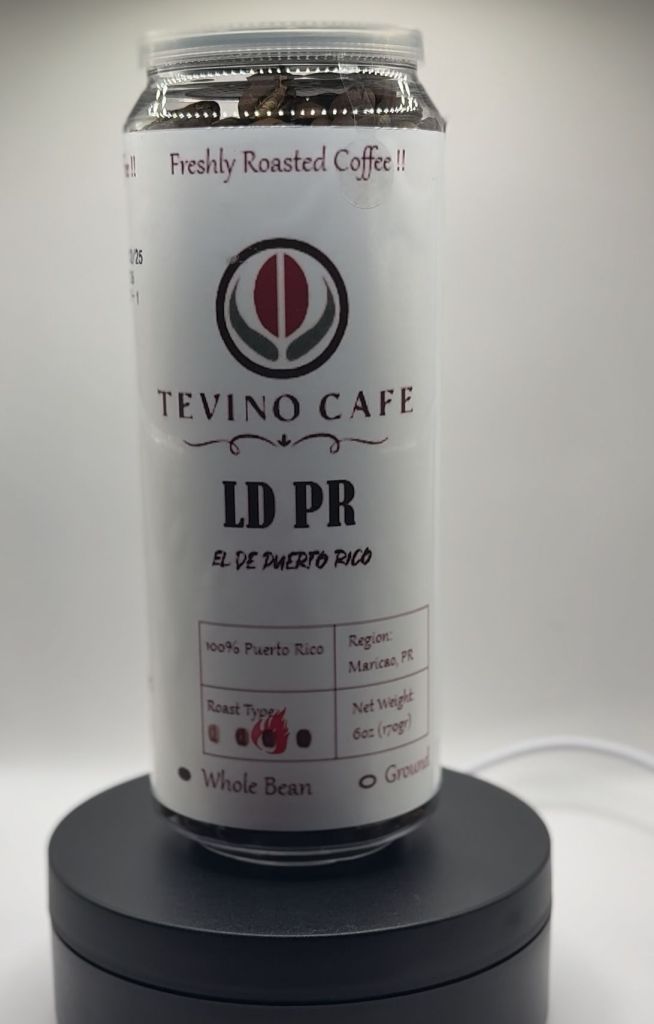 Freshly Roasted Coffee !!
TEVINO CAFE
LD PR
EL DE PUERTO RICO
100% Puerto Rico
Region:
Maricao, PR
Roast Type
Net Weight:
6oz (170gr)
Whole Bean
Ground